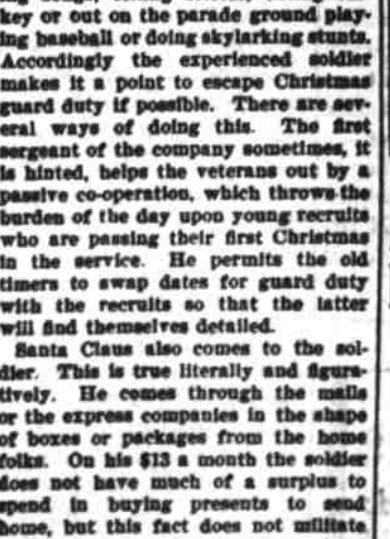 key or out on the parade ground play-
ing baseball or doing skylarking stunts.
Accordingly the experienced soldier
makes it a point to escape Christmas
guard duty if possible. There are sev-
eral ways of doing this. The first
sergeant of the company sometimes, it
is hinted, helps the veterans out by a
passive co-operation, which throws the
burden of the day upon young recruits
who are passing their first Christmas
in the service. He permits the old
timers to swap dates for guard duty
with the recruits so that the latter
will find themselves detailed.
Santa Claus also comes to the sol-
dier. This is true literally and figura-
tively. He comes through the mails
or the express companies in the shape
of boxes or packages from the home
folks. On his $13 a month the soldier
does not have much of a surplus to
spend in buying presents to send
home, but this fact does not militate